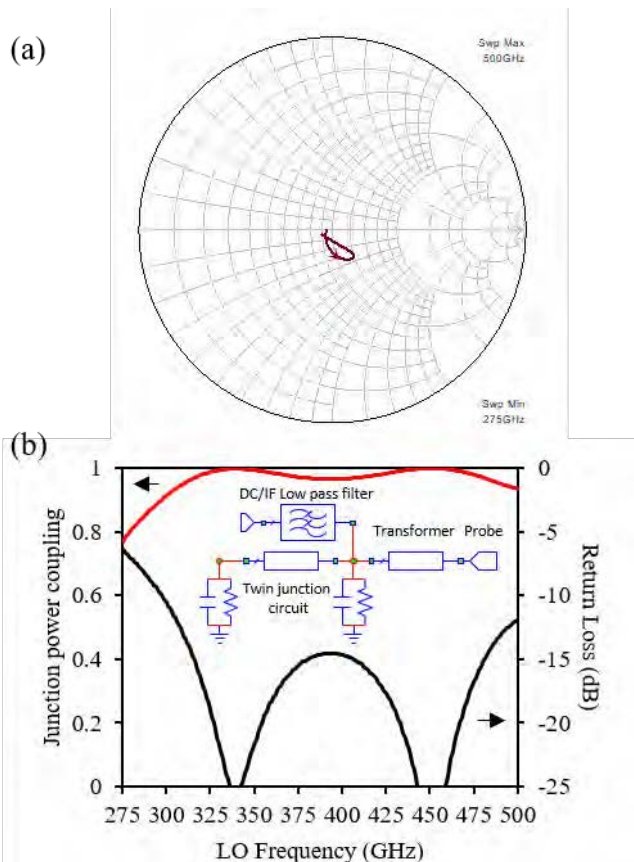 (a)
Swp Max
500GHz
Swp Min
275GHz
(b)
1
0.8
0.6
0.4
0.2
0
Junction power coupling
DC/IF Low pass filter
Transformer Probe
Twin junction
circuit
0
-5
-10
-15
-20
-25
Return Loss (dB)
275 300 325 350 375 400 425 450 475 500
LO Frequency (GHz)